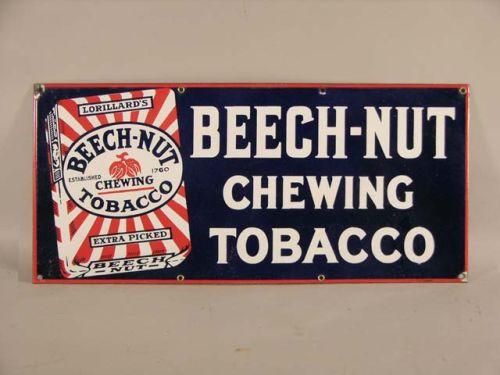 LORILLARD'S
BEECH-NUT
ESTABLISHED 1760
CHEWING
TOBACCO
EXTRA PICKED
BEECH
NUT
BEECH-NUT
CHEWING
TOBACCO